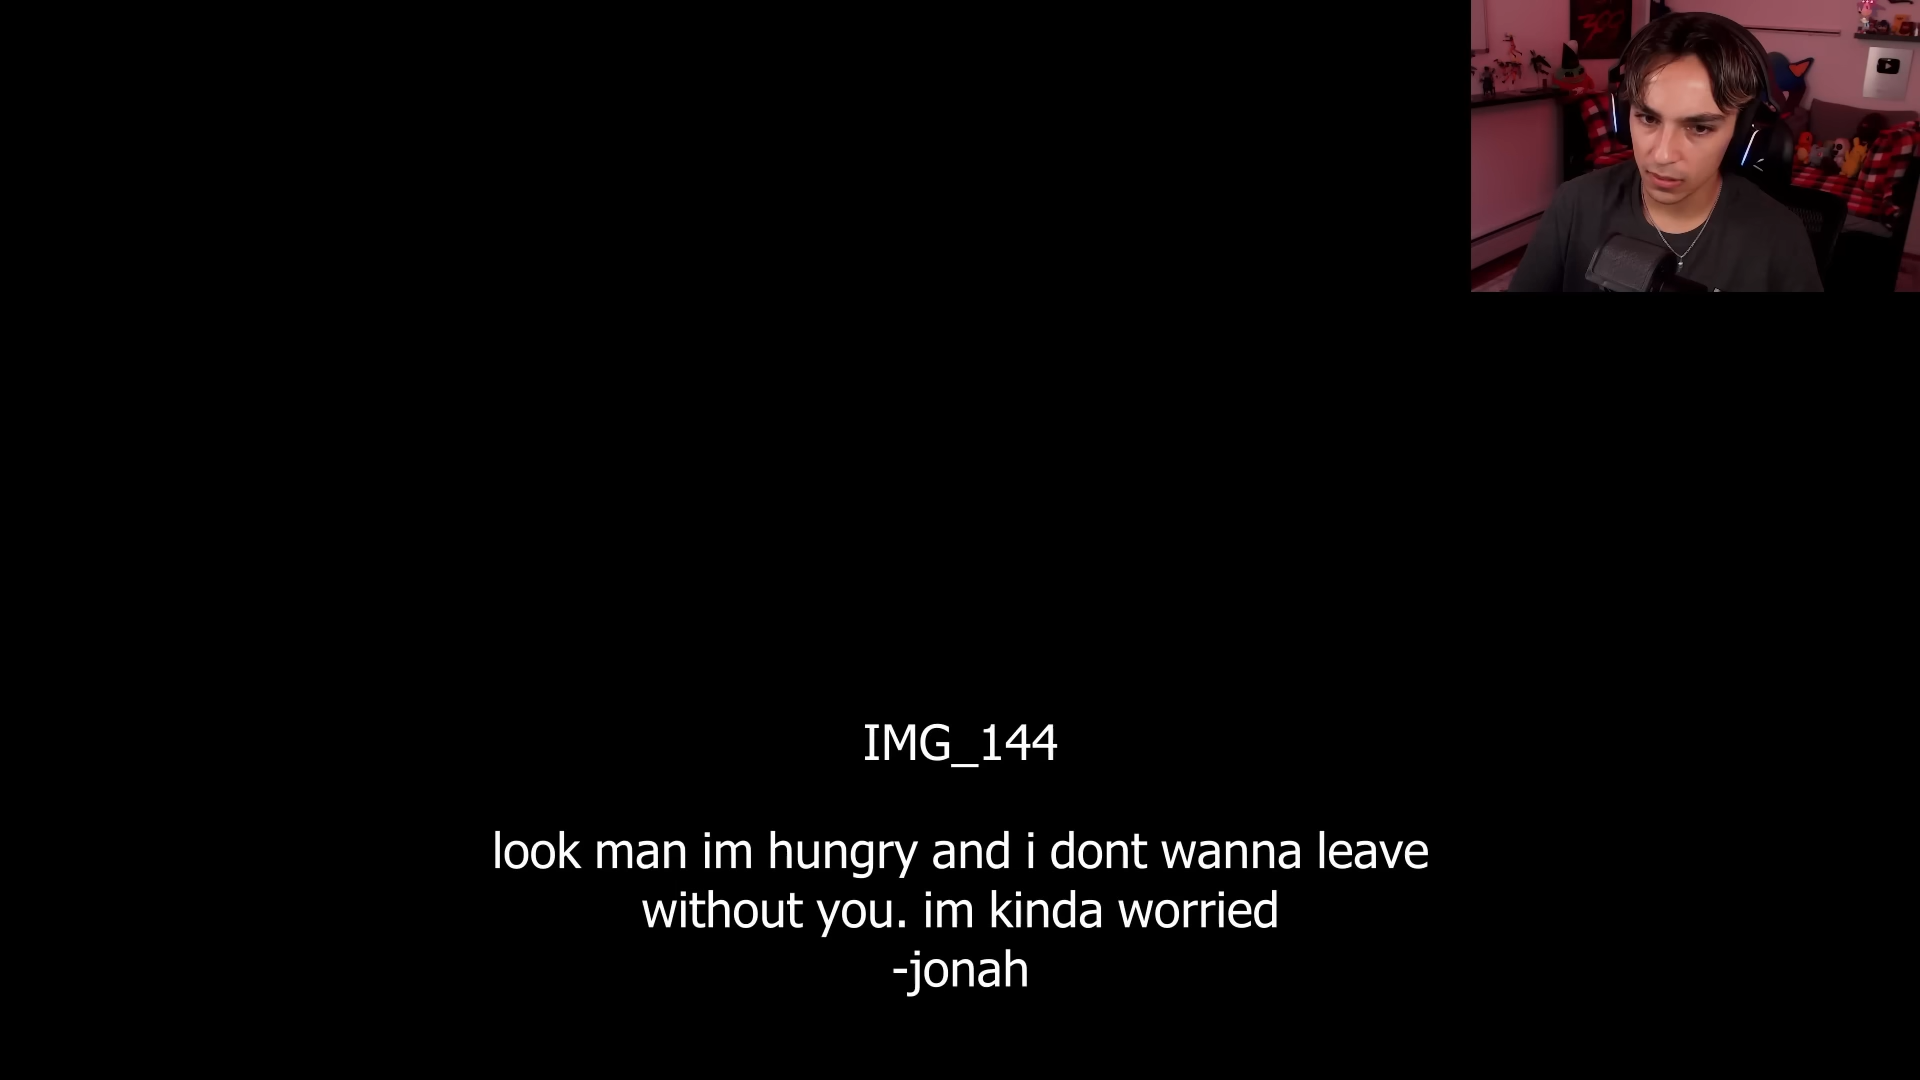 IMG_144
look man im hungry and i dont wanna leave
without you. im kinda worried
-jonah